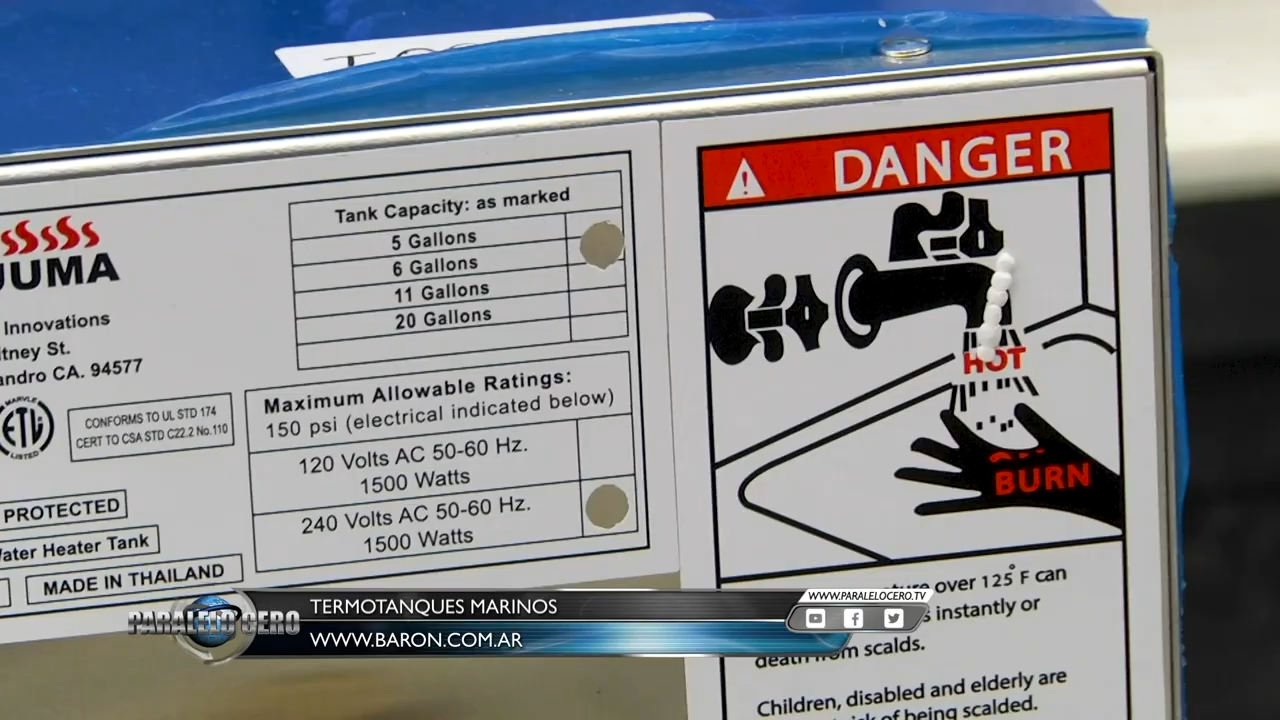 UUMA
Innovations
tney St.
andro CA. 94577
ETL
LISTED
CONFORMS TO UL STD 174
CERT TO CSA STD C22.2 No.110
PROTECTED
ater Heater Tank
MADE IN THAILAND
Tank Capacity: as marked
5 Gallons
6 Gallons
11 Gallons
20 Gallons
Maximum Allowable Ratings:
150 psi (electrical indicated below)
120 Volts AC 50-60 Hz.
1500 Watts
240 Volts AC 50-60 Hz.
1500 Watts
DANGER
HOT
BURN
over 125° F can
instantly or
death from scalds.
Children, disabled and elderly are
of being scalded.
PARALELO CERO
TERMOTANQUES MARINOS
WWW.BARON.COM.AR
WWW.PARALELOCERO.TV